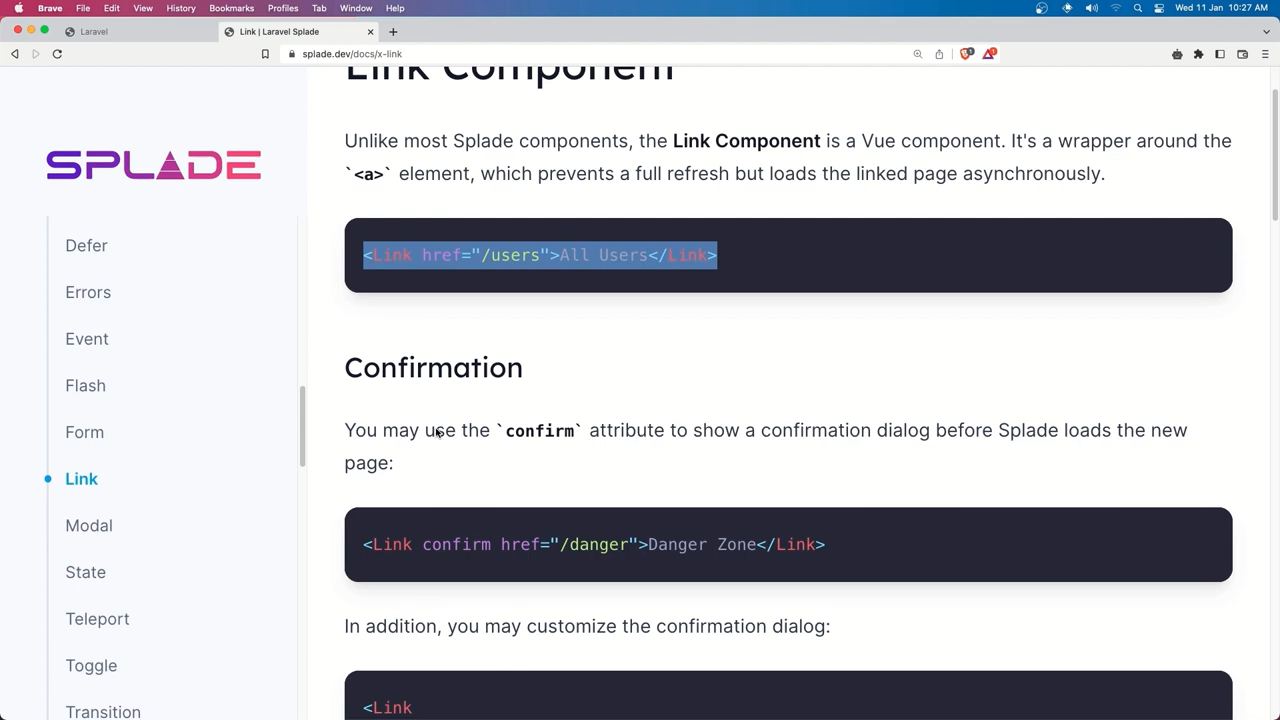 Brave File Edit View History Bookmarks Profiles Tab Window Help
Wed 11 Jan 10:27 AM
Laravel
Link | Laravel Splade
splade.dev/docs/x-link
Link Component
SPLADE
Defer
Errors
Event
Flash
Form
Link
Modal
State
Teleport
Toggle
Transition
Unlike most Splade components, the Link Component is a Vue component. It's a wrapper around the
`<a>` element, which prevents a full refresh but loads the linked page asynchronously.
<Link href="/users">All Users</Link>
Confirmation
You may use the `confirm` attribute to show a confirmation dialog before Splade loads the new
page:
<Link confirm href="/danger">Danger Zone</Link>
In addition, you may customize the confirmation dialog:
<Link